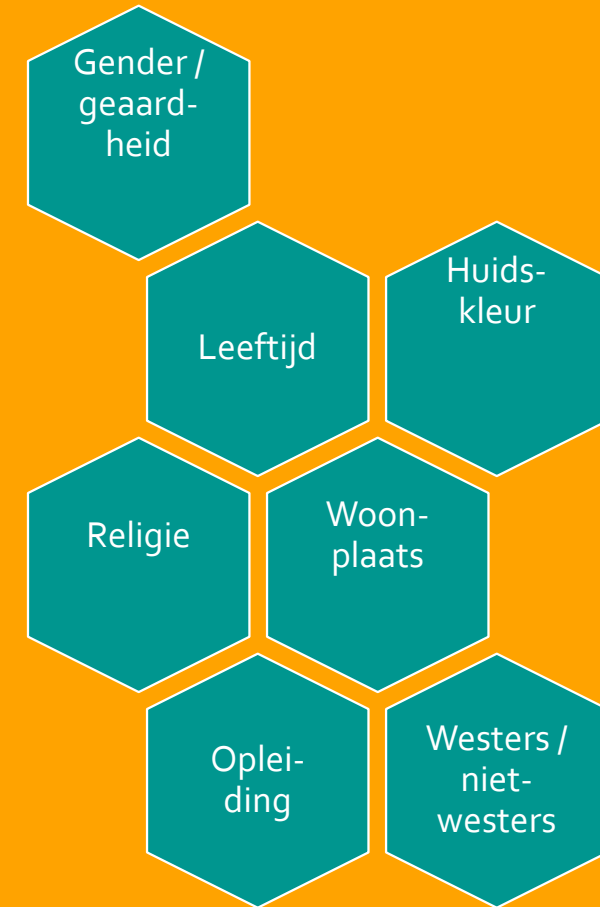 Gender /
geaard-
heid
Leeftijd
Huids-
kleur
Religie
Woon-
plaats
Oplei-
ding
Westers /
niet-
westers